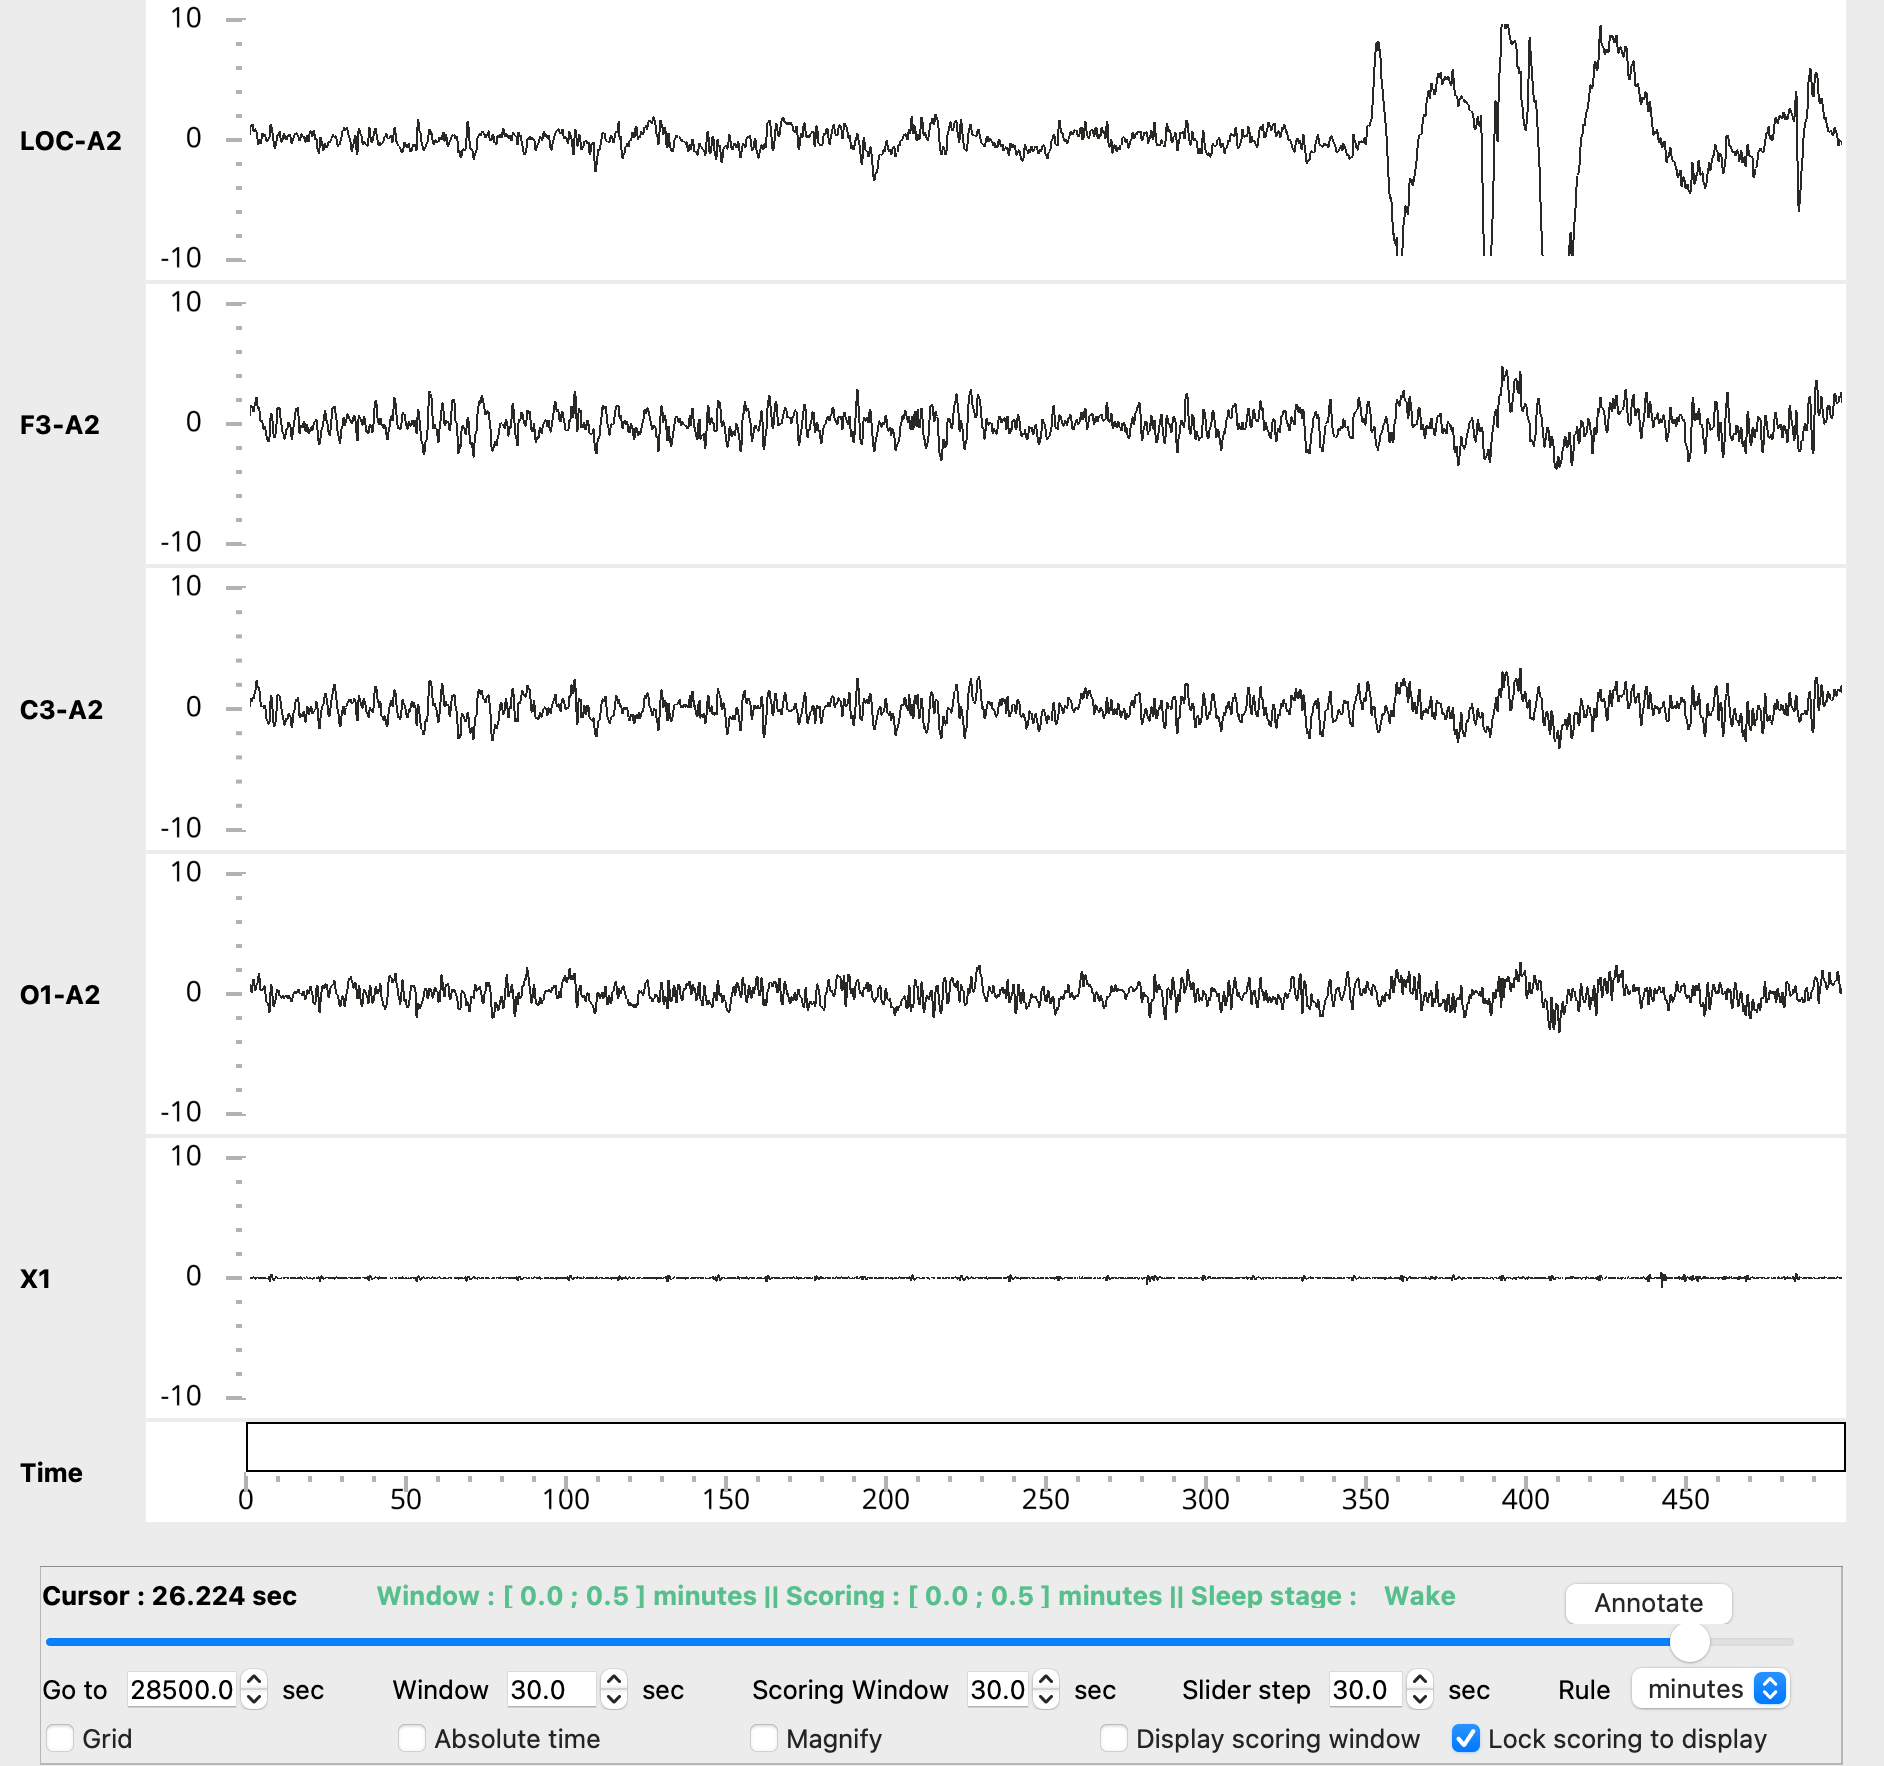 10
LOC-A2 0
-10
10
F3-A2 0
-10
10
C3-A2 0
-10
10
O1-A2 0
-10
10
X1 0
-10
Time
0 50 100 150 200 250 300 350 400 450
Cursor : 26.224 sec Window : [ 0.0 ; 0.5 ] minutes || Scoring : [ 0.0 ; 0.5 ] minutes || Sleep stage : Wake Annotate
Go to 28500.0 sec Window 30.0 sec Scoring Window 30.0 sec Slider step 30.0 sec Rule minutes
Grid Absolute time Magnify Display scoring window Lock scoring to display